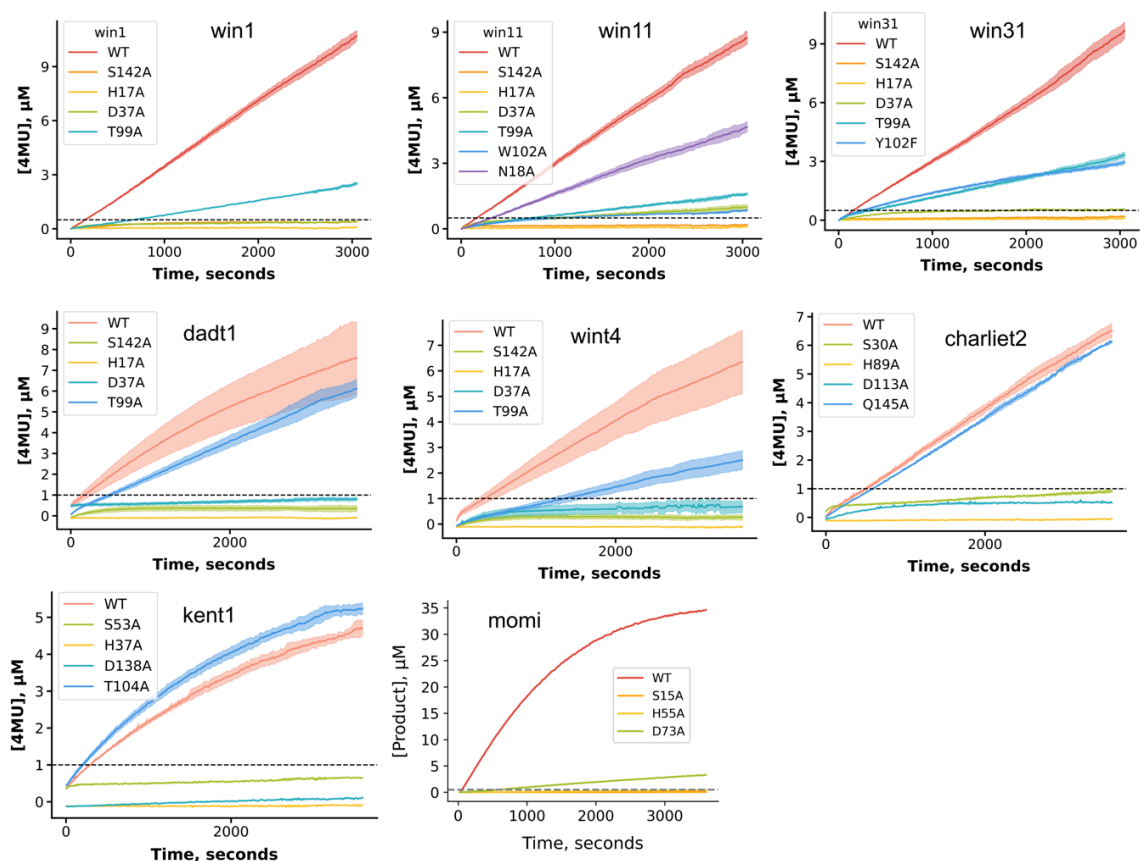 win1
win1
WT
S142A
H17A
D37A
T99A
[4MU], µM
9
6
3
0
0
1000
2000
3000
Time, seconds
win11
win11
WT
S142A
H17A
D37A
T99A
W102A
N18A
[4MU], µM
9
6
3
0
0
1000
2000
3000
Time, seconds
win31
win31
WT
S142A
H17A
D37A
T99A
Y102F
[4MU], µM
9
6
3
0
0
1000
2000
3000
Time, seconds
dadt1
WT
S142A
H17A
D37A
T99A
[4MU], µM
9
8
7
6
5
4
3
2
1
0
0
2000
Time, seconds
wint4
WT
S142A
H17A
D37A
T99A
[4MU], µM
7
6
5
4
3
2
1
0
0
2000
Time, seconds
charliet2
WT
S30A
H89A
D113A
Q145A
[4MU], µM
7
6
5
4
3
2
1
0
0
2000
Time, seconds
kent1
WT
S53A
H37A
D138A
T104A
[4MU], µM
5
4
3
2
1
0
0
2000
Time, seconds
momi
WT
S15A
H55A
D73A
[Product], µM
35
30
25
20
15
10
5
0
0
1000
2000
3000
Time, seconds